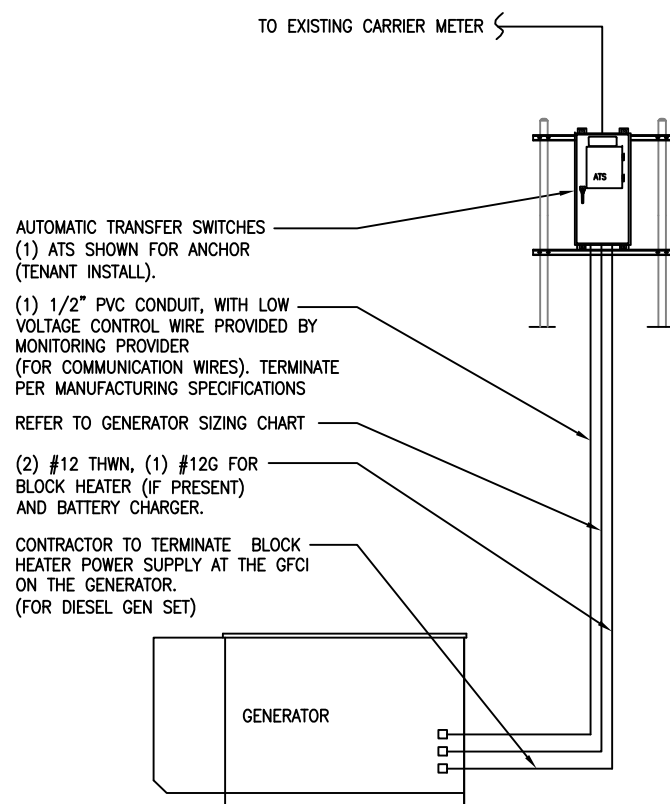 TO EXISTING CARRIER METER
ATS
AUTOMATIC TRANSFER SWITCHES
(1) ATS SHOWN FOR ANCHOR
(TENANT INSTALL).
(1) 1/2" PVC CONDUIT, WITH LOW
VOLTAGE CONTROL WIRE PROVIDED BY
MONITORING PROVIDER
(FOR COMMUNICATION WIRES). TERMINATE
PER MANUFACTURING SPECIFICATIONS
REFER TO GENERATOR SIZING CHART
(2) #12 THWN, (1) #12G FOR
BLOCK HEATER (IF PRESENT)
AND BATTERY CHARGER.
CONTRACTOR TO TERMINATE BLOCK
HEATER POWER SUPPLY AT THE GFCI
ON THE GENERATOR.
(FOR DIESEL GEN SET)
GENERATOR